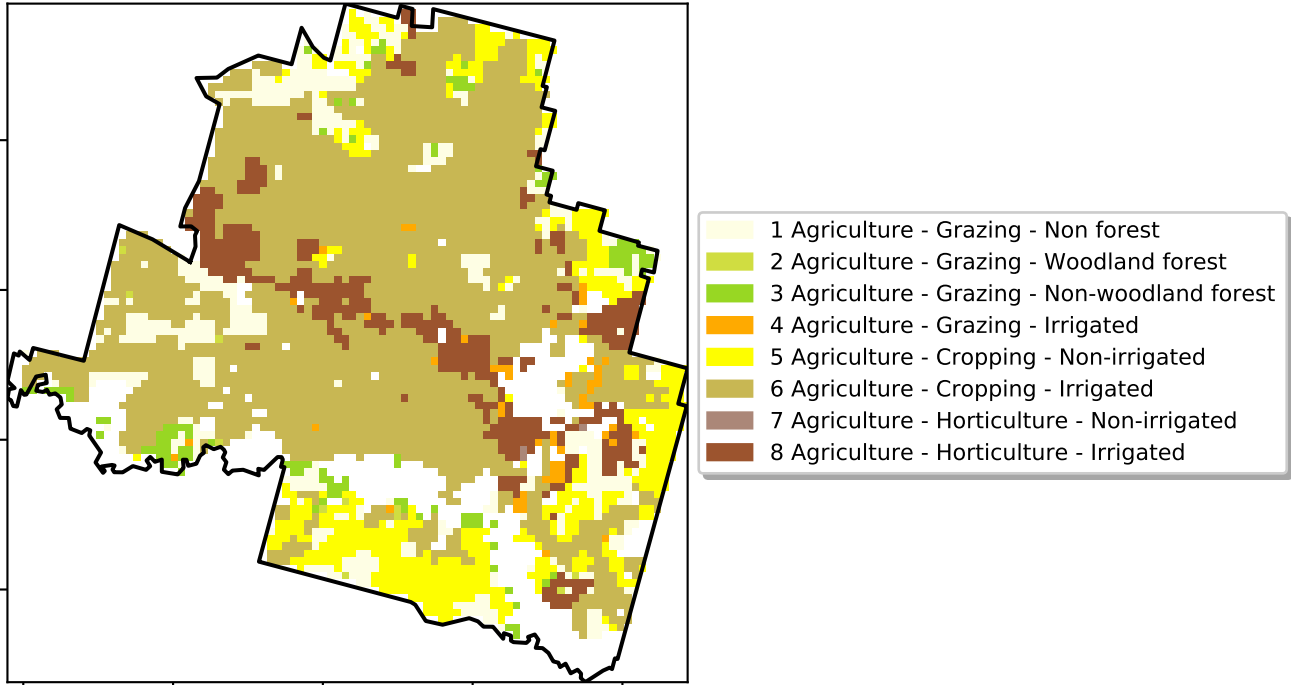 1 Agriculture - Grazing - Non forest
2 Agriculture - Grazing - Woodland forest
3 Agriculture - Grazing - Non-woodland forest
4 Agriculture - Grazing - Irrigated
5 Agriculture - Cropping - Non-irrigated
6 Agriculture - Cropping - Irrigated
7 Agriculture - Horticulture - Non-irrigated
8 Agriculture - Horticulture - Irrigated